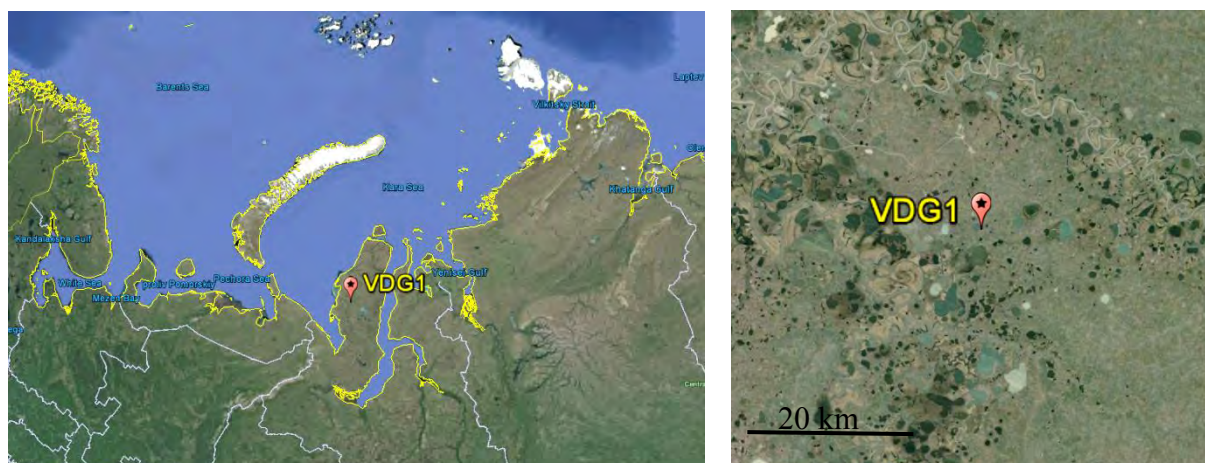 Barents Sea
Laptev
Vilkitsky Strait
Kara Sea
Khatanga Gulf
Kandalaksha Gulf
White Sea
Mezen Bay
proliv Pomorskiy
Pechora Sea
VDG1
Yenisei Gulf
VDG1
20 km